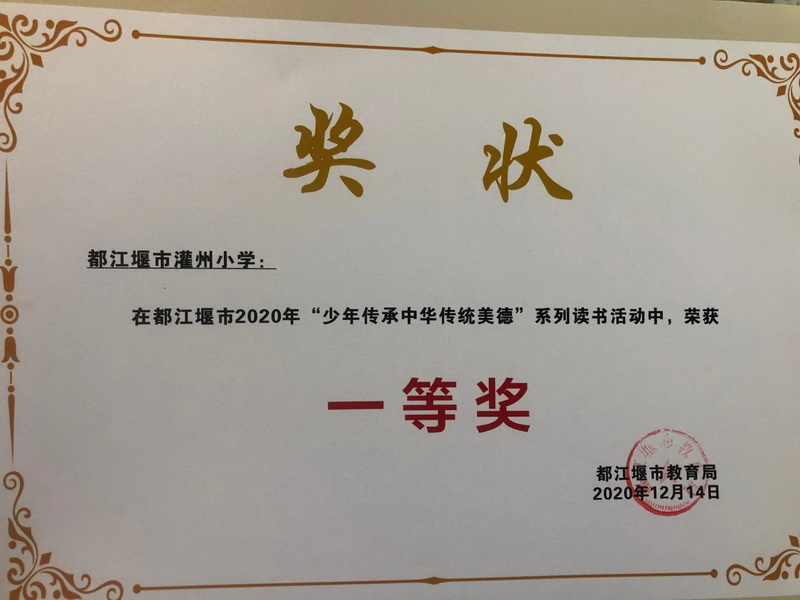 奖状
都江堰市灌州小学：
在都江堰市2020年“少年传承中华传统美德”系列读书活动中，荣获
一等奖
都江堰市教育局
2020年12月14日